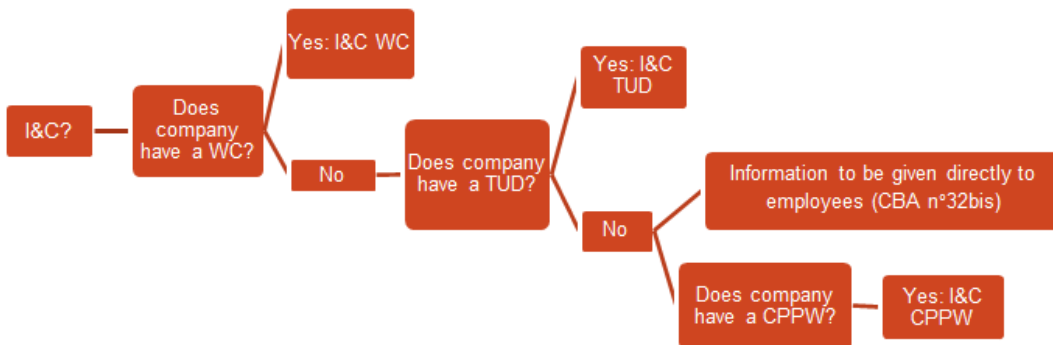 I&C?
Does
company
have a WC?
Yes: I&C WC
No
Does company
have a TUD?
Yes: I&C
TUD
No
Information to be given directly to
employees (CBA n°32bis)
Does company
have a CPPW?
Yes: I&C
CPPW